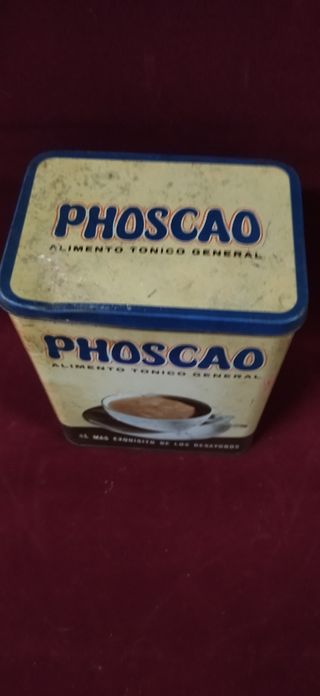 PHOSCAO
ALIMENTO TONICO GENERAL
PHOSCAO
ALIMENTO TONICO GENERAL
EL MAS EXQUISITO DE LOS DESAYUNOS